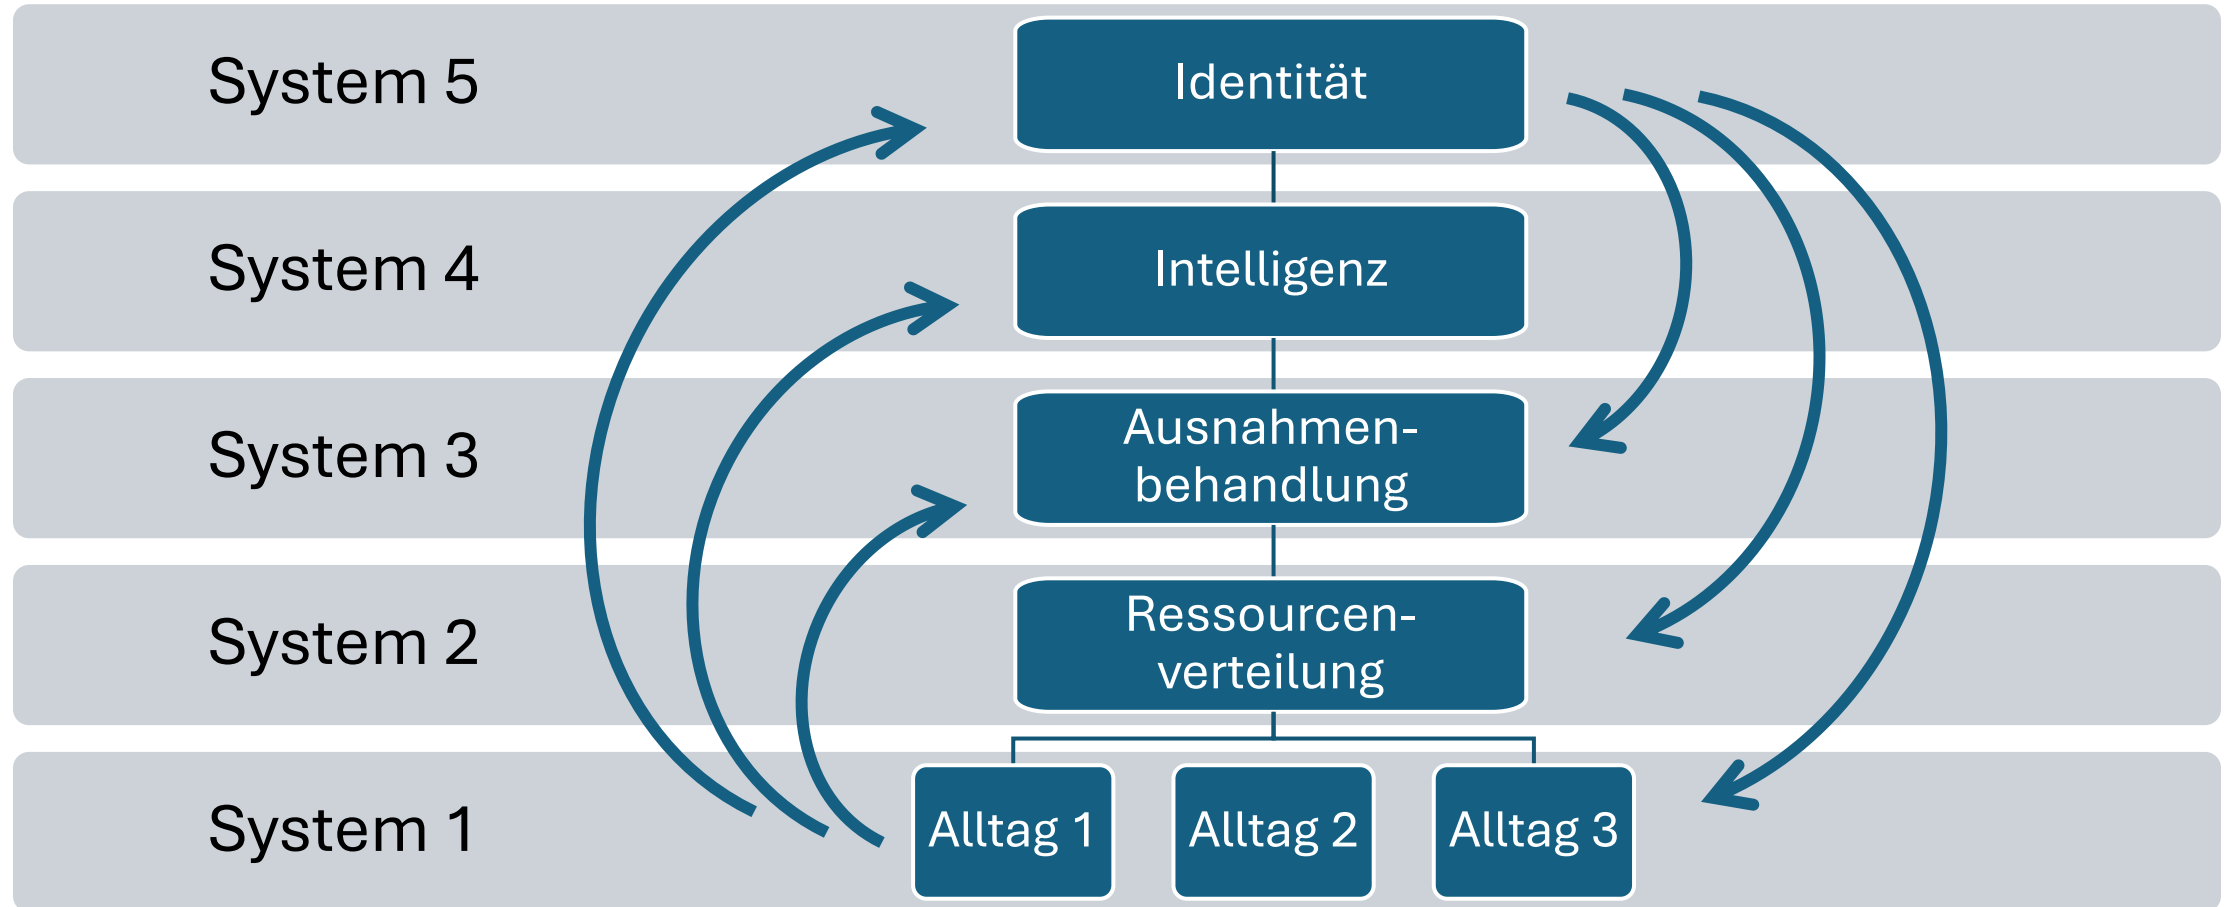 System 5
Identität
System 4
Intelligenz
System 3
Ausnahmen-
behandlung
System 2
Ressourcen-
verteilung
System 1
Alltag 1
Alltag 2
Alltag 3